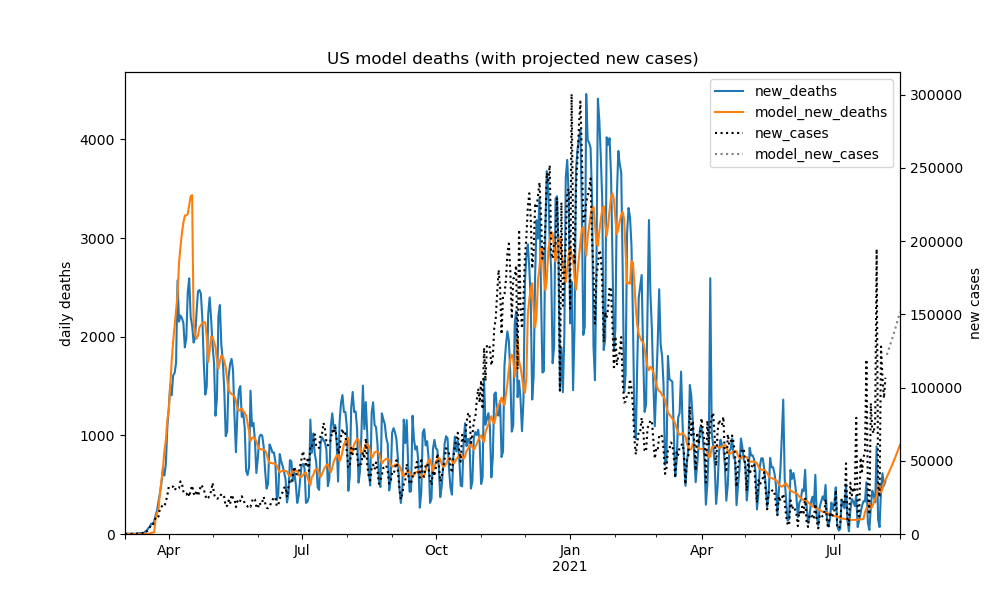 US model deaths (with projected new cases)
new_deaths
model_new_deaths
new_cases
model_new_cases
daily deaths
4000
3000
2000
1000
0
300000
250000
200000
150000
100000
50000
0
new cases
Apr
Jul
Oct
Jan
2021
Apr
Jul